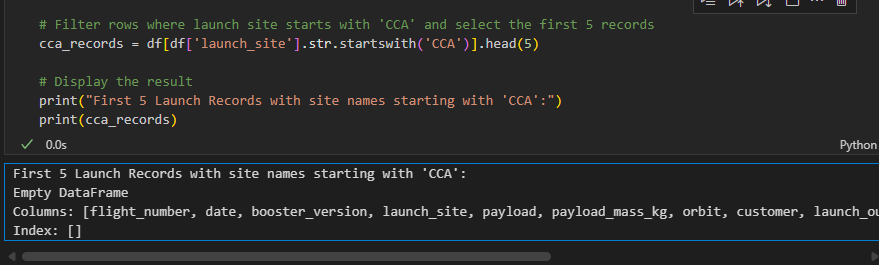 # Filter rows where launch site starts with 'CCA' and select the first 5 records
cca_records = df[df['launch_site'].str.startswith('CCA')].head(5)
# Display the result
print("First 5 Launch Records with site names starting with 'CCA':")
print(cca_records)
0.0s
Python
First 5 Launch Records with site names starting with 'CCA':
Empty DataFrame
Columns: [flight_number, date, booster_version, launch_site, payload, payload_mass_kg, orbit, customer, launch_ou
Index: []